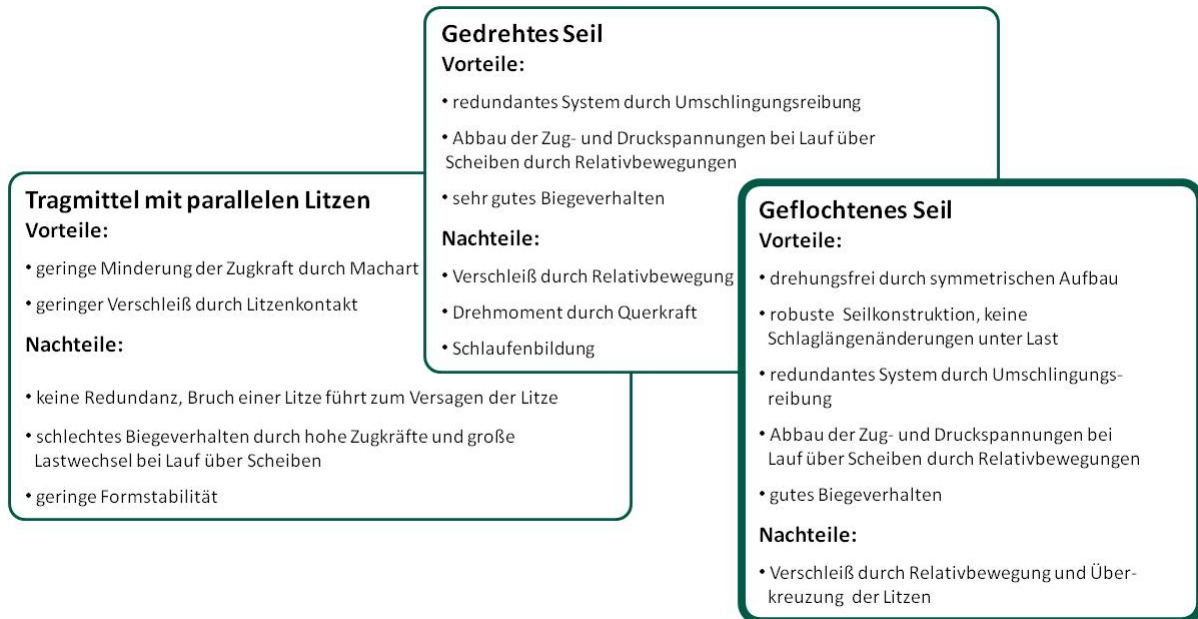 Tragmittel mit parallelen Litzen
Vorteile:
• geringe Minderung der Zugkraft durch Machart
• geringer Verschleiß durch Litzenkontakt
Nachteile:
• keine Redundanz, Bruch einer Litze führt zum Versagen der Litze
• schlechtes Biegeverhalten durch hohe Zugkräfte und große
Lastwechsel bei Lauf über Scheiben
• geringe Formstabilität
Gedrehtes Seil
Vorteile:
• redundantes System durch Umschlingungsreibung
• Abbau der Zug- und Druckspannungen bei Lauf über
Scheiben durch Relativbewegungen
• sehr gutes Biegeverhalten
Nachteile:
• Verschleiß durch Relativbewegung
• Drehmoment durch Querkraft
• Schlaufenbildung
Geflochtenes Seil
Vorteile:
• drehungsfrei durch symmetrischen Aufbau
• robuste Seilkonstruktion, keine
Schlaglängenänderungen unter Last
• redundantes System durch Umschlingungs-
reibung
• Abbau der Zug- und Druckspannungen bei
Lauf über Scheiben durch Relativbewegungen
• gutes Biegeverhalten
Nachteile:
• Verschleiß durch Relativbewegung und Über-
kreuzung der Litzen